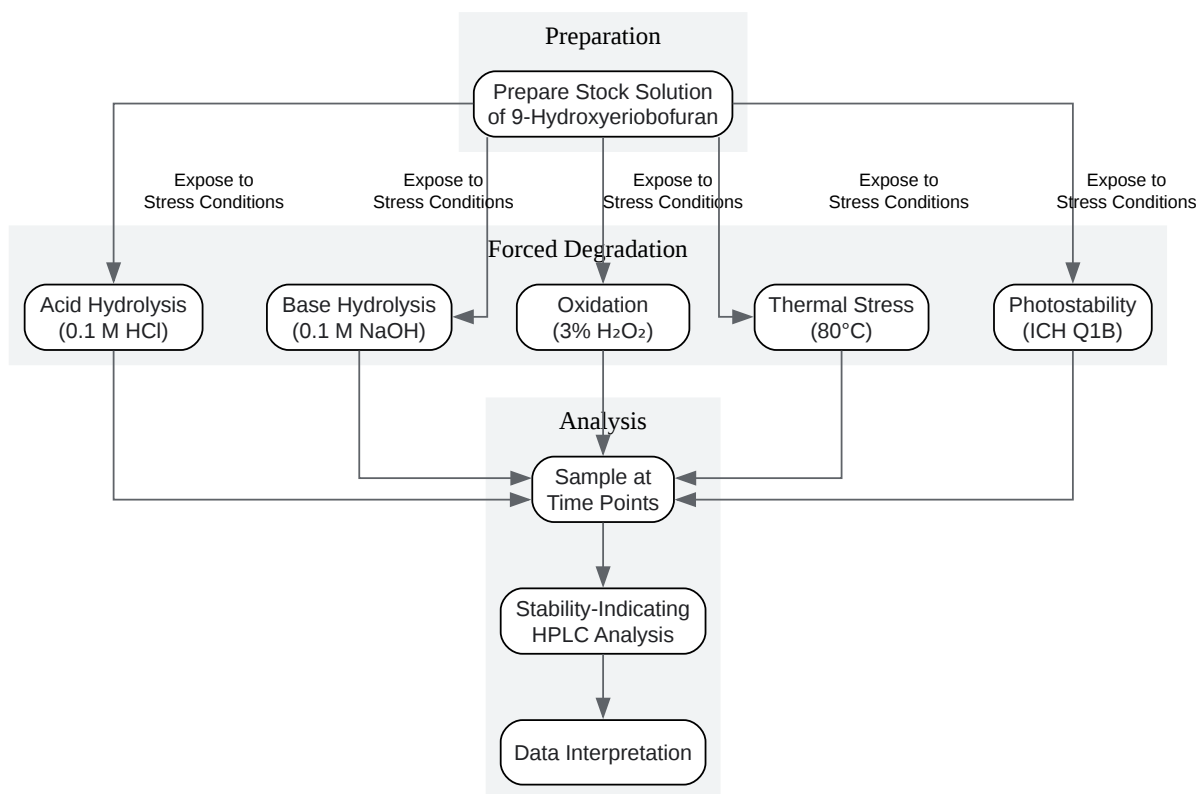 Preparation
Prepare Stock Solution
of 9-Hydroxyeriobofuran
Expose to
Stress Conditions
Expose to
Stress Conditions
Expose to
Stress Conditions
Expose to
Stress Conditions
Expose to
Stress Conditions
Forced Degradation
Acid Hydrolysis
(0.1 M HCl)
Base Hydrolysis
(0.1 M NaOH)
Oxidation
(3% H₂O₂)
Thermal Stress
(80°C)
Photostability
(ICH Q1B)
Analysis
Sample at
Time Points
Stability-Indicating
HPLC Analysis
Data Interpretation